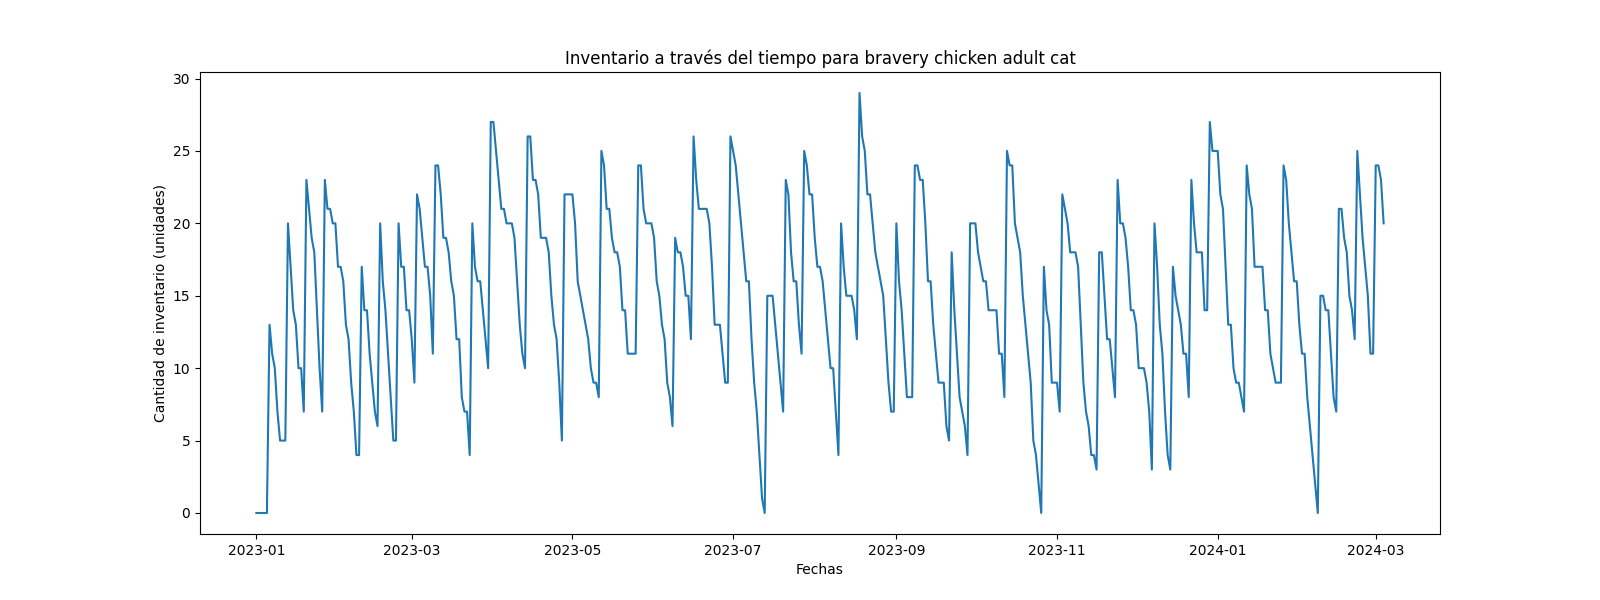 Inventario a través del tiempo para bravery chicken adult cat
Cantidad de inventario (unidades)
30
25
20
15
10
5
0
2023-01 2023-03 2023-05 2023-07 2023-09 2023-11 2024-01 2024-03
Fechas